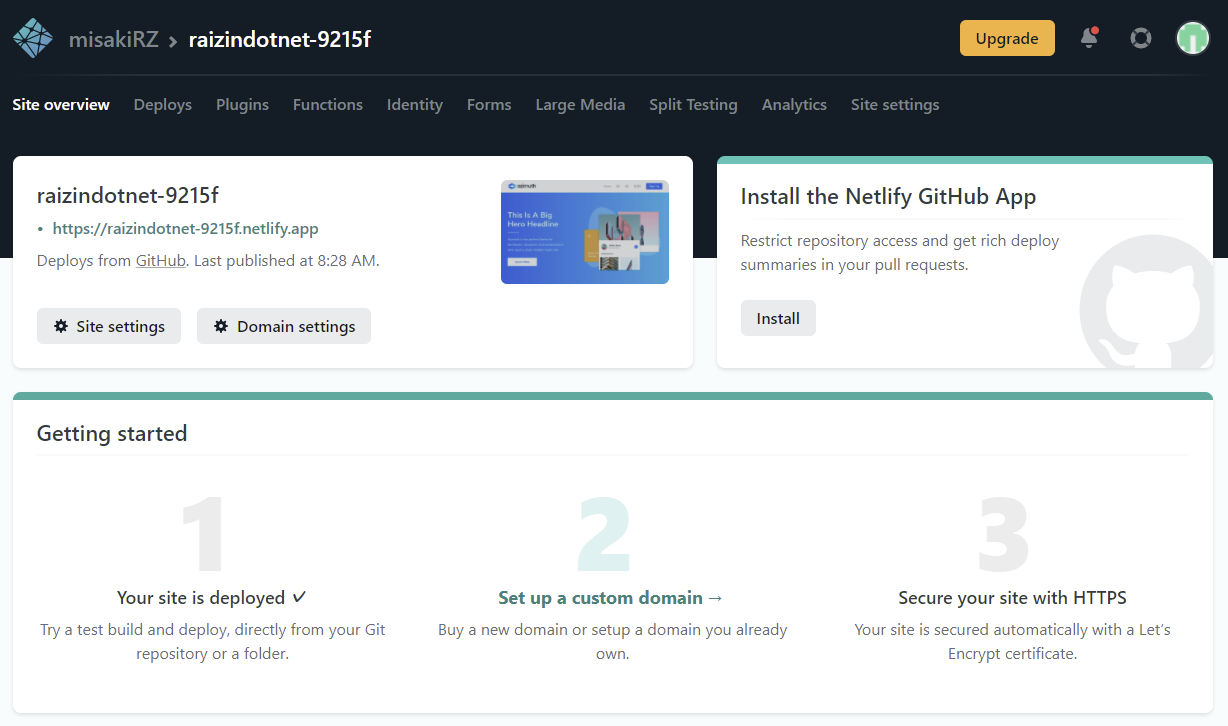 misakiRZ > raizindotnet-9215f
Upgrade
Site overview Deploys Plugins Functions Identity Forms Large Media Split Testing Analytics Site settings
raizindotnet-9215f
• https://raizindotnet-9215f.netlify.app
Deploys from GitHub. Last published at 8:28 AM.
Site settings Domain settings
This Is A Big
Hero Headline
Install the Netlify GitHub App
Restrict repository access and get rich deploy
summaries in your pull requests.
Install
Getting started
1
Your site is deployed ✓
Try a test build and deploy, directly from your Git
repository or a folder.
2
Set up a custom domain →
Buy a new domain or setup a domain you already
own.
3
Secure your site with HTTPS
Your site is secured automatically with a Let’s
Encrypt certificate.